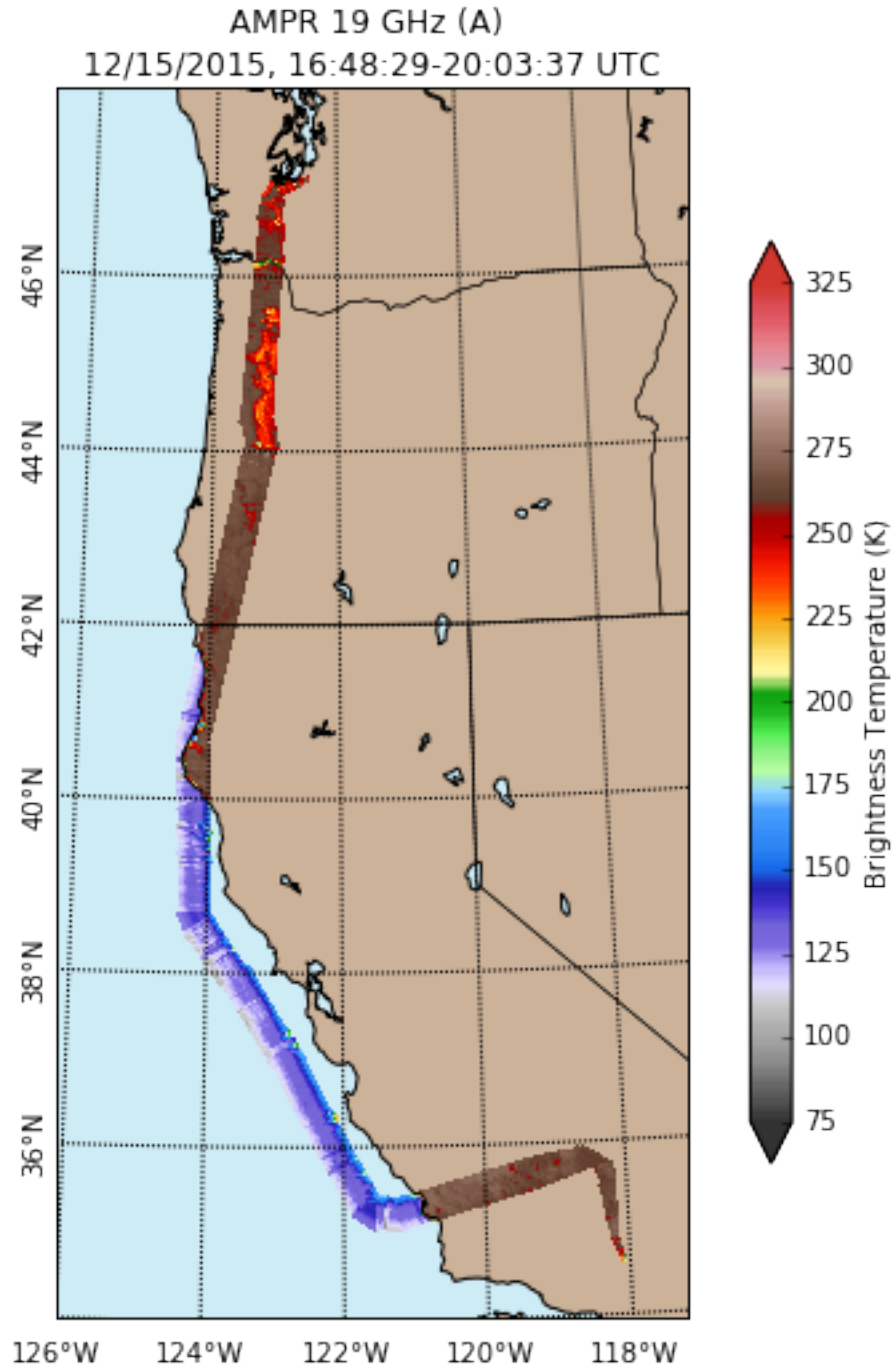 AMPR 19 GHz (A)
12/15/2015, 16:48:29-20:03:37 UTC
46°N
44°N
42°N
40°N
38°N
36°N
126°W
124°W
122°W
120°W
118°W
325
300
275
250
225
200
175
150
125
100
75
Brightness Temperature (K)